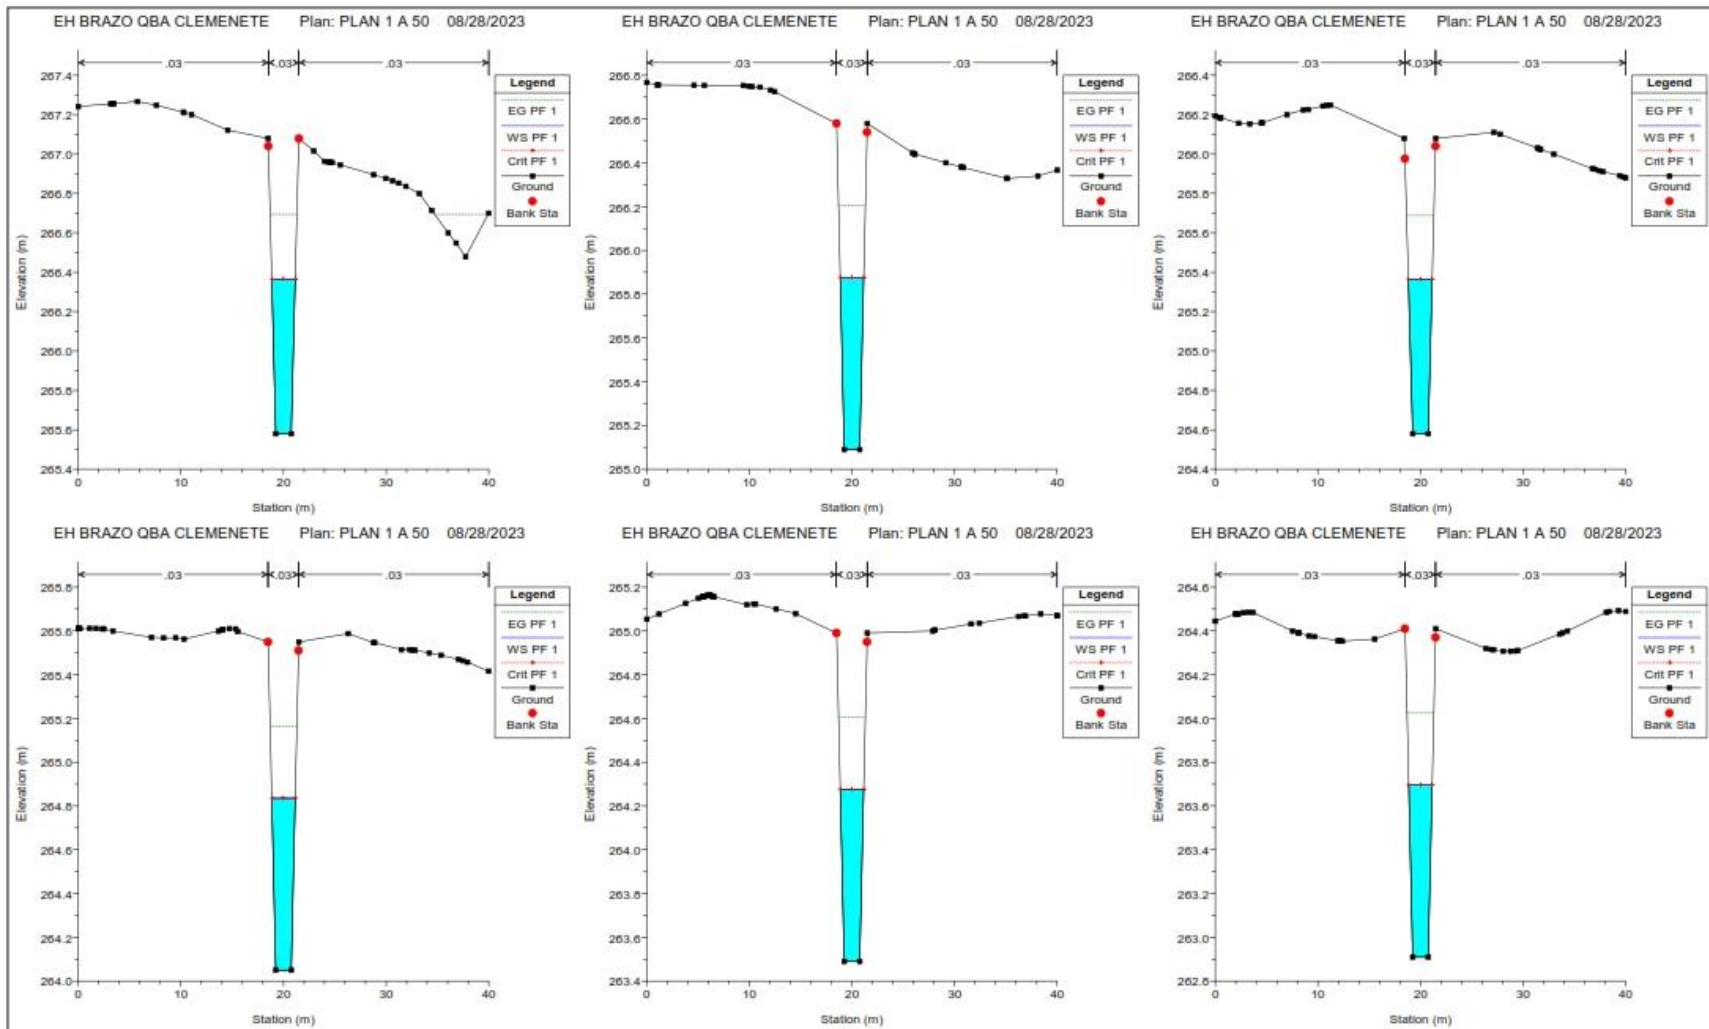 EH BRAZO QBA CLEMENETE Plan: PLAN 1 A 50 08/28/2023
.03 .03 .03
Legend
EG PF 1
WS PF 1
Crit PF 1
Ground
Bank Sta
267.4
267.2
267.0
266.8
266.6
266.4
266.2
266.0
265.8
265.6
265.4
Elevation (m)
0 10 20 30 40
Station (m)
EH BRAZO QBA CLEMENETE Plan: PLAN 1 A 50 08/28/2023
.03 .03 .03
Legend
EG PF 1
WS PF 1
Crit PF 1
Ground
Bank Sta
266.8
266.6
266.4
266.2
266.0
265.8
265.6
265.4
265.2
265.0
Elevation (m)
0 10 20 30 40
Station (m)
EH BRAZO QBA CLEMENETE Plan: PLAN 1 A 50 08/28/2023
.03 .03 .03
Legend
EG PF 1
WS PF 1
Crit PF 1
Ground
Bank Sta
266.4
266.2
266.0
265.8
265.6
265.4
265.2
265.0
264.8
264.6
264.4
Elevation (m)
0 10 20 30 40
Station (m)
EH BRAZO QBA CLEMENETE Plan: PLAN 1 A 50 08/28/2023
.03 .03 .03
Legend
EG PF 1
WS PF 1
Crit PF 1
Ground
Bank Sta
265.8
265.6
265.4
265.2
265.0
264.8
264.6
264.4
264.2
264.0
Elevation (m)
0 10 20 30 40
Station (m)
EH BRAZO QBA CLEMENETE Plan: PLAN 1 A 50 08/28/2023
.03 .03 .03
Legend
EG PF 1
WS PF 1
Crit PF 1
Ground
Bank Sta
265.2
265.0
264.8
264.6
264.4
264.2
264.0
263.8
263.6
263.4
Elevation (m)
0 10 20 30 40
Station (m)
EH BRAZO QBA CLEMENETE Plan: PLAN 1 A 50 08/28/2023
.03 .03 .03
Legend
EG PF 1
WS PF 1
Crit PF 1
Ground
Bank Sta
264.6
264.4
264.2
264.0
263.8
263.6
263.4
263.2
263.0
262.8
Elevation (m)
0 10 20 30 40
Station (m)